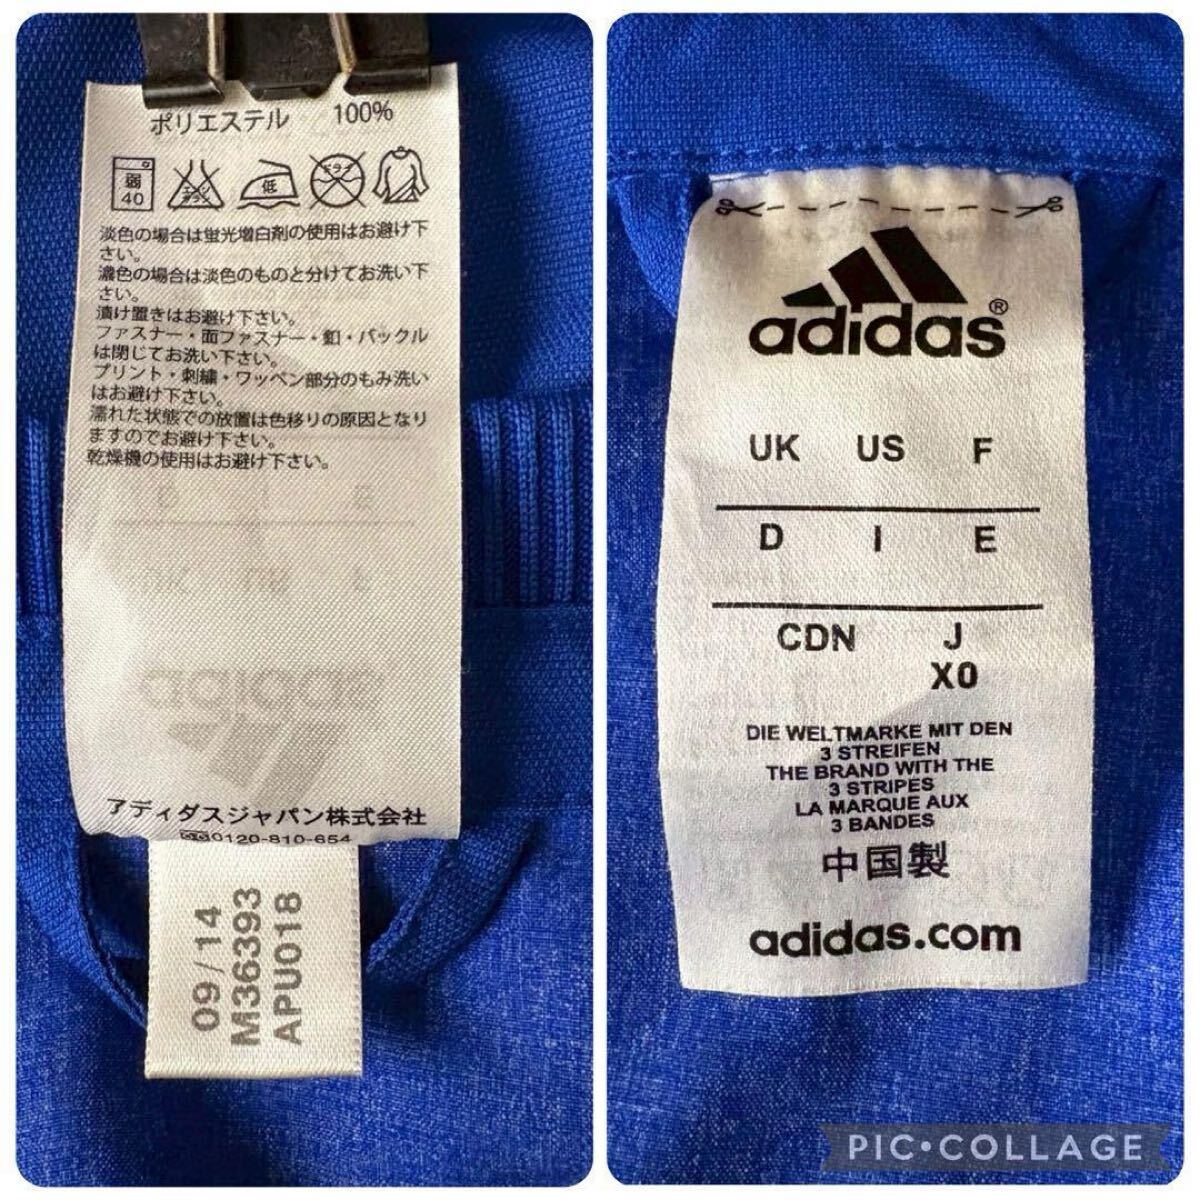 ポリエステル 100%
弱 40 エンソ サラシ 低 ドライ
淡色の場合は蛍光増白剤の使用はお避け下
さい。
濃色の場合は淡色のものと分けてお洗い下
さい。
漬け置きはお避け下さい。
ファスナー・面ファスナー・釦・バックル
は閉じてお洗い下さい。
プリント・刺繍・ワッペン部分のもみ洗い
はお避け下さい。
濡れた状態での放置は色移りの原因となり
ますのでお避け下さい。
乾燥機の使用はお避け下さい。
アディダスジャパン株式会社
0120-810-654
09/14
M36393
APU018
adidas®
UK US F
D I E
CDN J
XO
DIE WELTMARKE MIT DEN
3 STREIFEN
THE BRAND WITH THE
3 STRIPES
LA MARQUE AUX
3 BANDES
中国製
adidas.com
PIC•COLLAGE